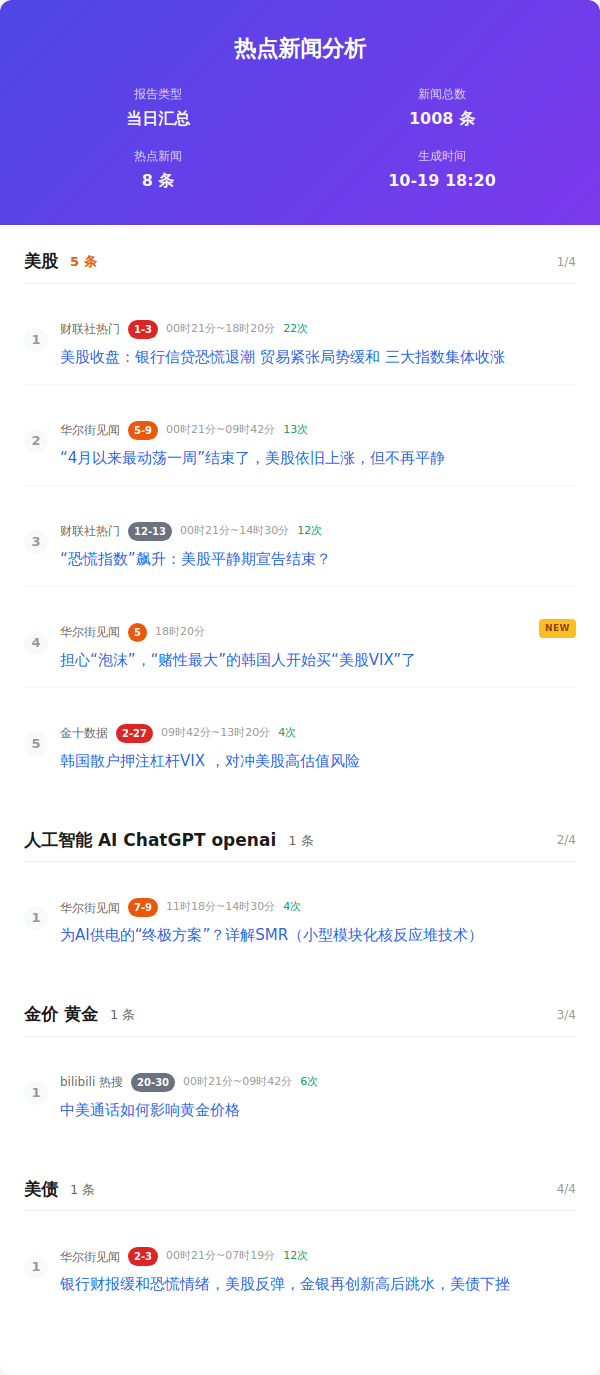 热点新闻分析
报告类型
新闻总数
当日汇总
1008 条
热点新闻
生成时间
8 条
10-19 18:20
美股 5 条 1/4
1
财联社热门 1-3 00时21分~18时20分 22次
美股收盘：银行信贷恐慌退潮 贸易紧张局势缓和 三大指数集体收涨
2
华尔街见闻 5-9 00时21分~09时42分 13次
“4月以来最动荡一周”结束了，美股依旧上涨，但不再平静
3
财联社热门 12-13 00时21分~14时30分 12次
“恐慌指数”飙升：美股平静期宣告结束？
4
华尔街见闻 5 18时20分 NEW
担心“泡沫”，“赌性最大”的韩国人开始买“美股VIX”了
5
金十数据 2-27 09时42分~13时20分 4次
韩国散户押注杠杆VIX ，对冲美股高估值风险
人工智能 AI ChatGPT openai 1 条 2/4
1
华尔街见闻 7-9 11时18分~14时30分 4次
为AI供电的“终极方案”？详解SMR（小型模块化核反应堆技术）
金价 黄金 1 条 3/4
1
bilibili 热搜 20-30 00时21分~09时42分 6次
中美通话如何影响黄金价格
美债 1 条 4/4
1
华尔街见闻 2-3 00时21分~07时19分 12次
银行财报缓和恐慌情绪，美股反弹，金银再创新高后跳水，美债下挫